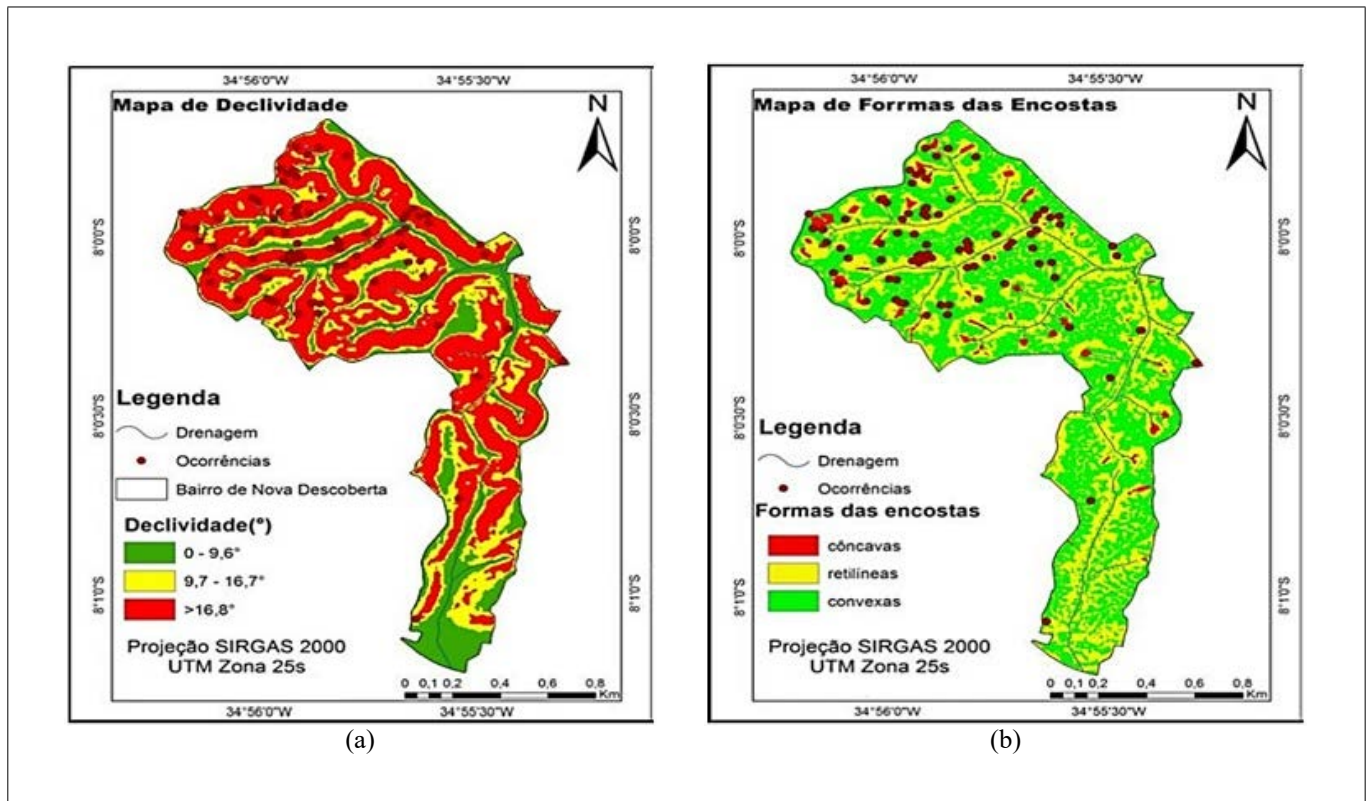 34°56'0"W 34°55'30"W
Mapa de Declividade
N
8°0'0"S
8°0'0"S
8°0'30"S
8°0'30"S
8°1'0"S
8°1'0"S
Legenda
Drenagem
Ocorrências
Bairro de Nova Descoberta
Declividade(°)
0 - 9,6°
9,7 - 16,7°
>16,8°
Projeção SIRGAS 2000
UTM Zona 25s
0 0,1 0,2 0,4 0,6 0,8
Km
34°56'0"W 34°55'30"W
(a)
34°56'0"W 34°55'30"W
Mapa de Forrmas das Encostas
N
8°0'0"S
8°0'0"S
8°0'30"S
8°0'30"S
8°1'0"S
8°1'0"S
Legenda
Drenagem
Ocorrências
Formas das encostas
côncavas
retilíneas
convexas
Projeção SIRGAS 2000
UTM Zona 25s
0 0,1 0,2 0,4 0,6 0,8
Km
34°56'0"W 34°55'30"W
(b)